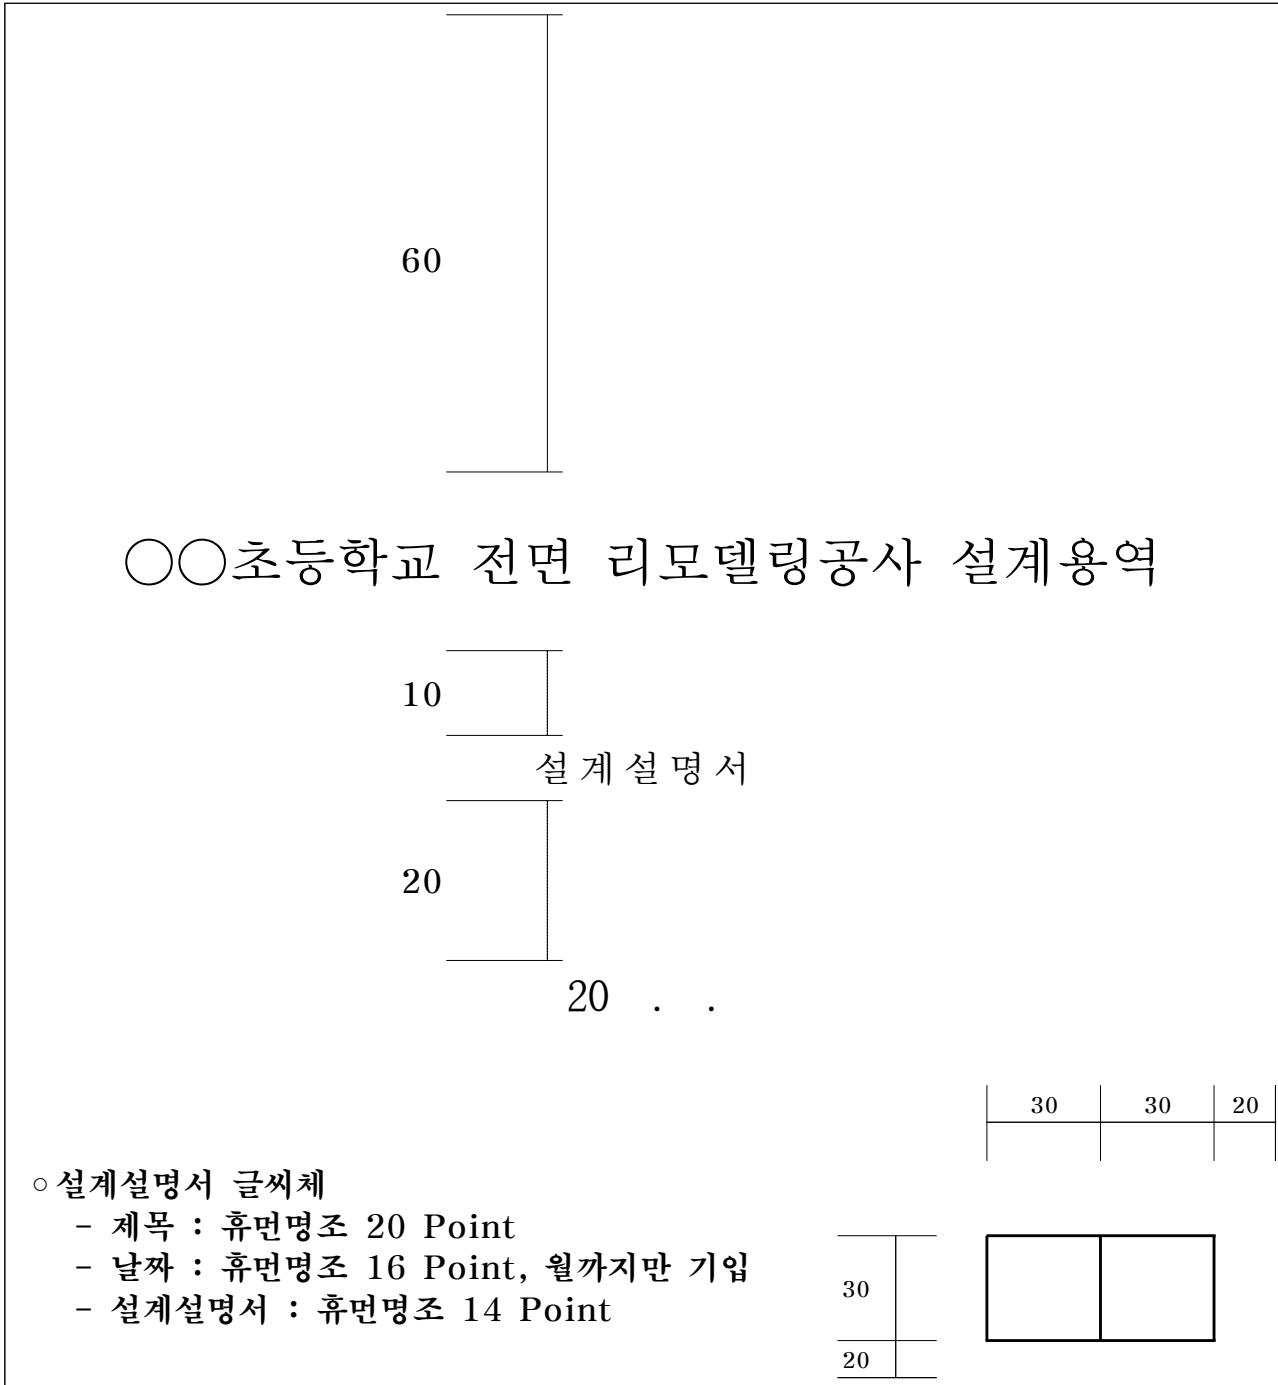 60
○○초등학교 전면 리모델링공사 설계용역
10
설계설명서
20
20 . .
30 30 20
○ 설계설명서 글씨체
- 제목 : 휴먼명조 20 Point
- 날짜 : 휴먼명조 16 Point, 월까지만 기입
- 설계설명서 : 휴먼명조 14 Point
30
20